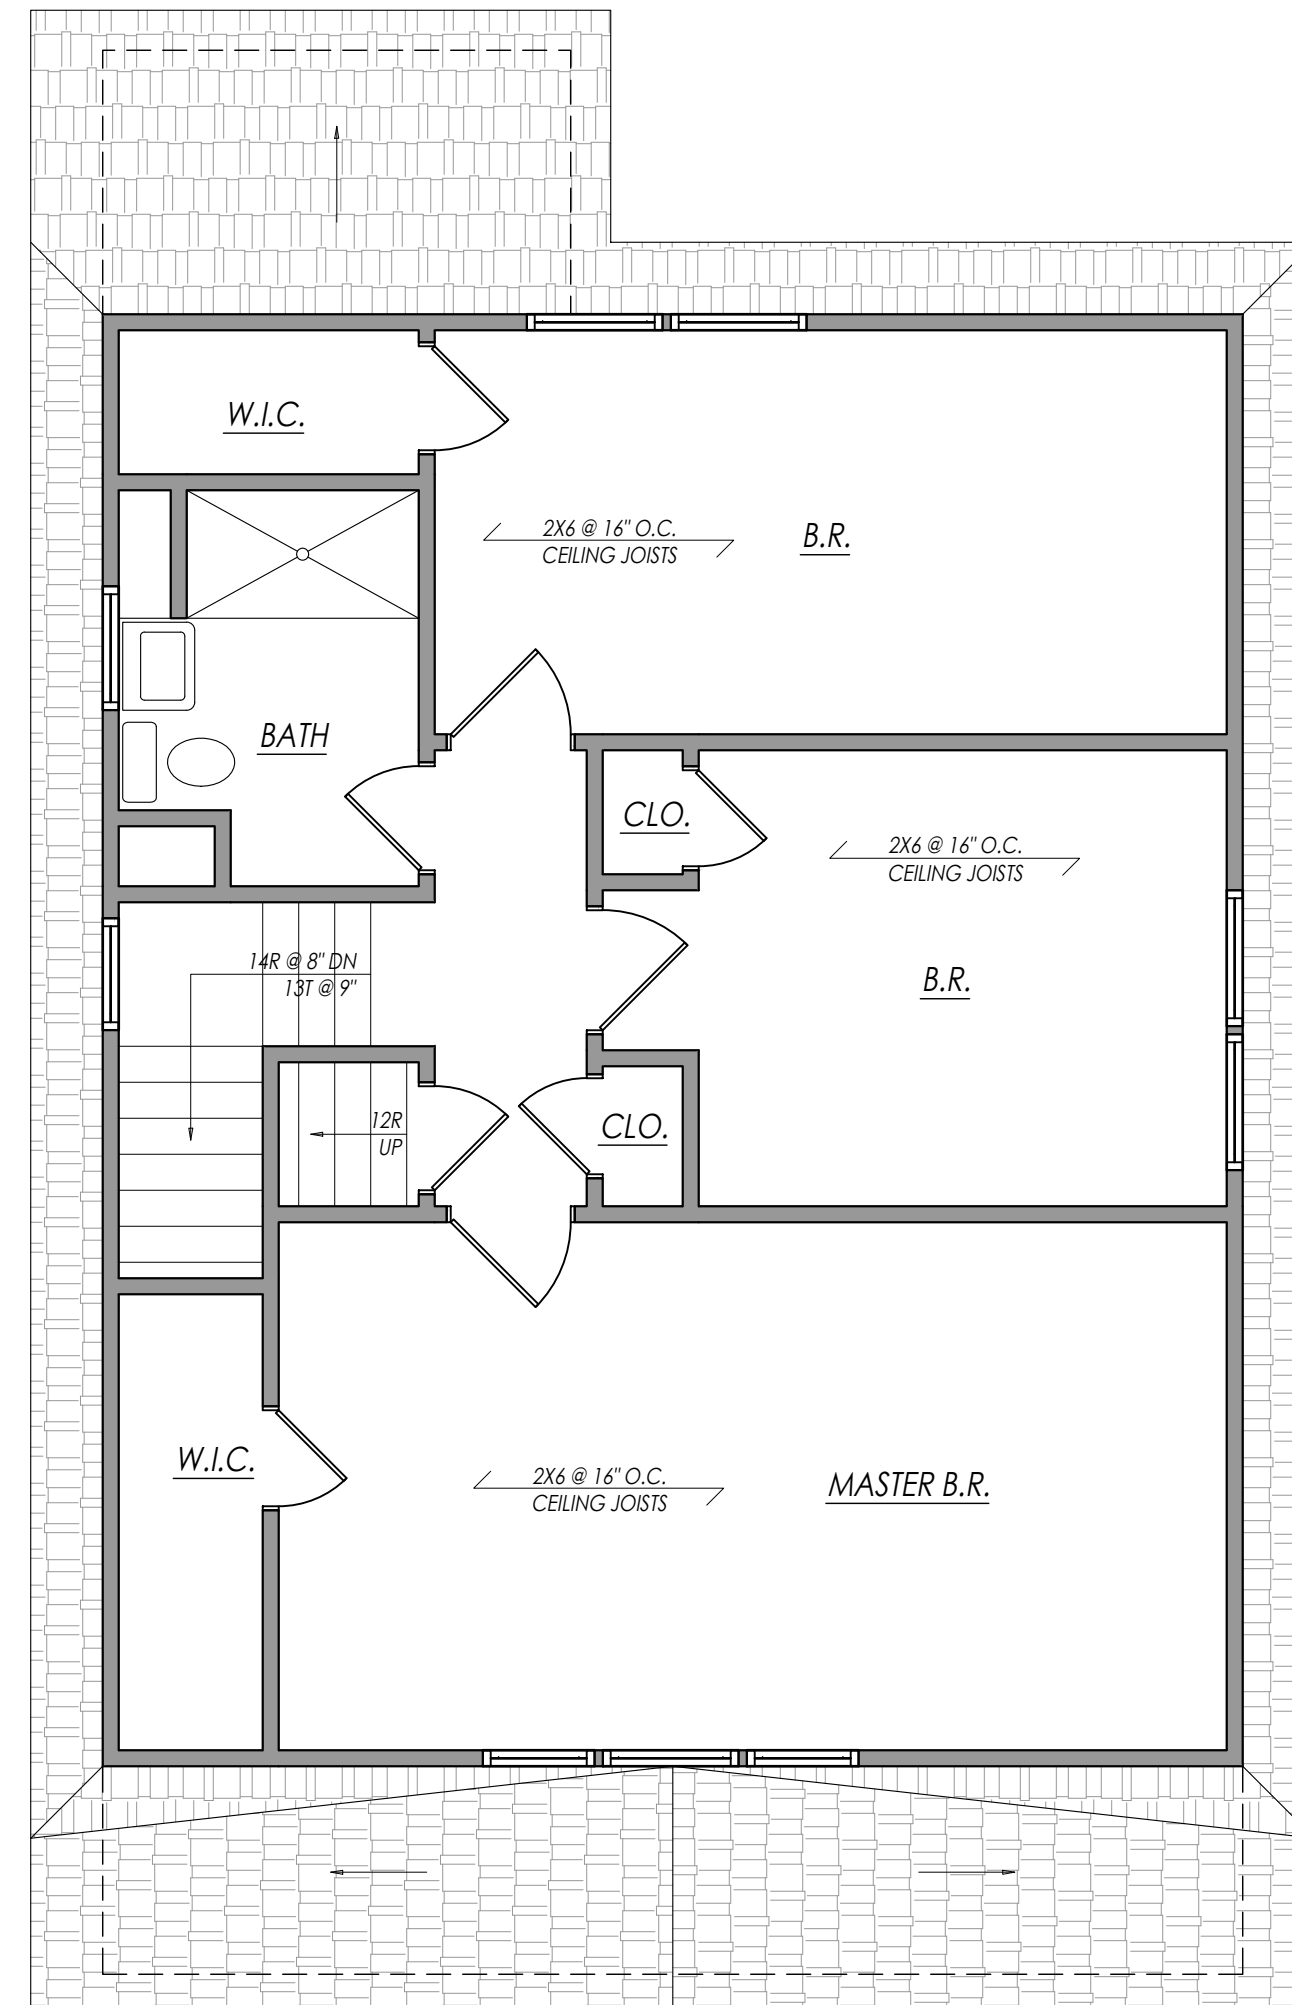 W.I.C.
2X6 @ 16" O.C.
CEILING JOISTS
B.R.
BATH
CLO.
2X6 @ 16" O.C.
CEILING JOISTS
14R @ 8" DN
13T @ 9"
B.R.
12R
UP
CLO.
W.I.C.
2X6 @ 16" O.C.
CEILING JOISTS
MASTER B.R.